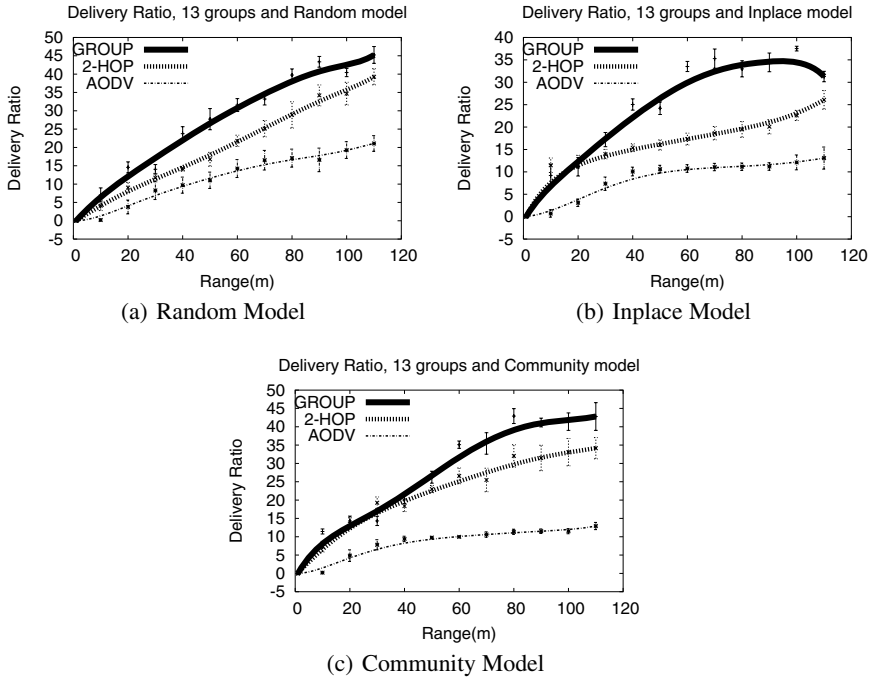 Delivery Ratio, 13 groups and Random model
50
45
40
35
30
25
20
15
10
5
0
-5
GROUP
2-HOP
AODV
Delivery Ratio
0 20 40 60 80 100 120
Range(m)
(a) Random Model
Delivery Ratio, 13 groups and Inplace model
40
35
30
25
20
15
10
5
0
-5
GROUP
2-HOP
AODV
Delivery Ratio
0 20 40 60 80 100 120
Range(m)
(b) Inplace Model
Delivery Ratio, 13 groups and Community model
50
45
40
35
30
25
20
15
10
5
0
-5
GROUP
2-HOP
AODV
Delivery Ratio
0 20 40 60 80 100 120
Range(m)
(c) Community Model